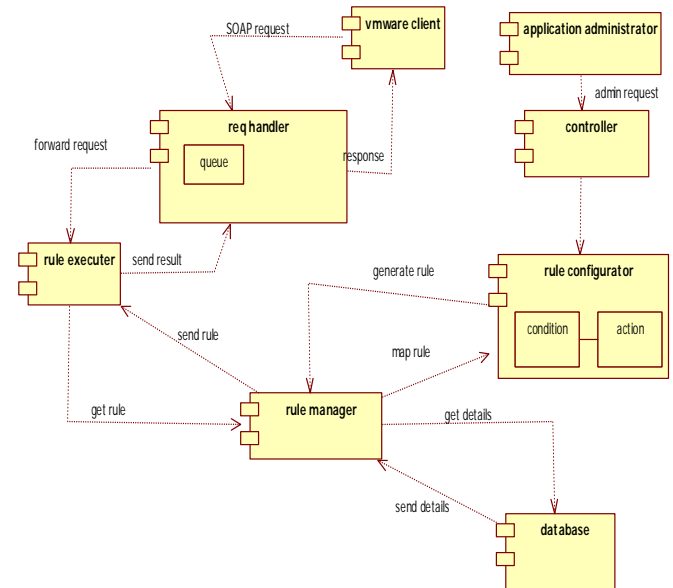 SOAP request
vmware client
application administrator
admin request
req handler
controller
forward request
queue
response
rule executer
send result
generate rule
rule configurator
condition
action
send rule
map rule
get rule
rule manager
get details
send details
database